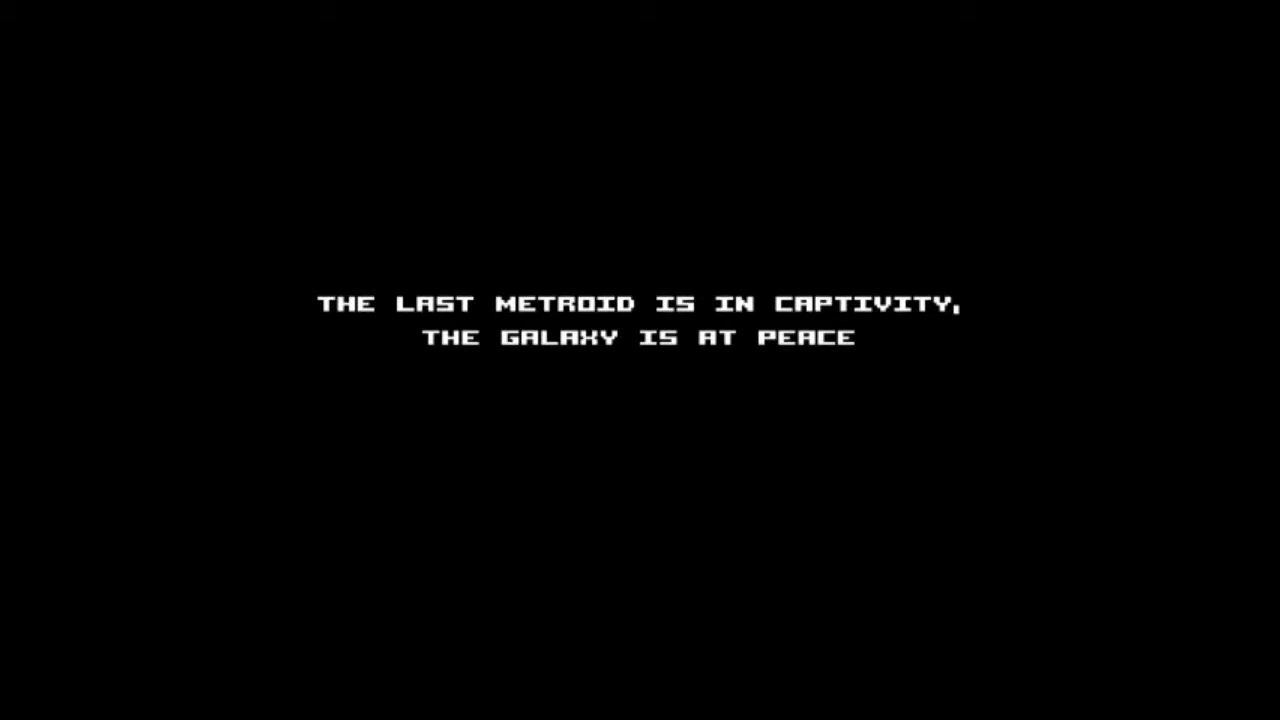 THE LAST METROID IS IN CAPTIVITY,
THE GALAXY IS AT PEACE